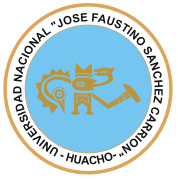 UNIVERSIDAD NACIONAL "JOSE FAUSTINO SANCHEZ CARRION"
- HUACHO-